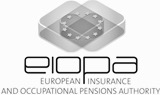 eiopa
EUROPEAN INSURANCE
AND OCCUPATIONAL PENSIONS AUTHORITY